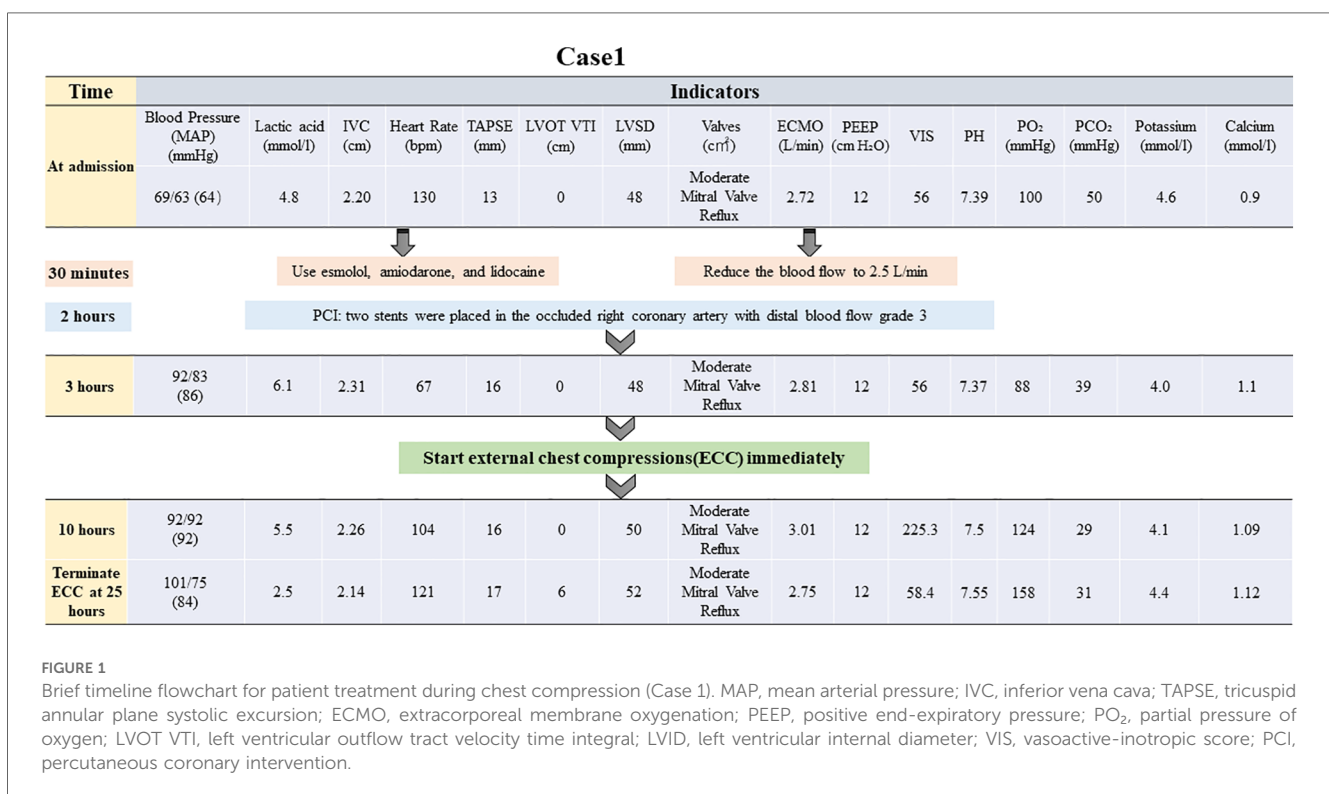 Case1
Time Indicators
At admission
Blood Pressure (MAP) (mmHg) Lactic acid (mmol/l) IVC (cm) Heart Rate (bpm) TAPSE (mm) LVOT VTI (cm) LVSD (mm) Valves (c㎡) ECMO (L/min) PEEP (cm H₂O) VIS PH PO₂ (mmHg) PCO₂ (mmHg) Potassium (mmol/l) Calcium (mmol/l)
69/63 (64) 4.8 2.20 130 13 0 48 Moderate Mitral Valve Reflux 2.72 12 56 7.39 100 50 4.6 0.9
30 minutes Use esmolol, amiodarone, and lidocaine Reduce the blood flow to 2.5 L/min
2 hours PCI: two stents were placed in the occluded right coronary artery with distal blood flow grade 3
3 hours 92/83 (86) 6.1 2.31 67 16 0 48 Moderate Mitral Valve Reflux 2.81 12 56 7.37 88 39 4.0 1.1
Start external chest compressions(ECC) immediately
10 hours 92/92 (92) 5.5 2.26 104 16 0 50 Moderate Mitral Valve Reflux 3.01 12 225.3 7.5 124 29 4.1 1.09
Terminate ECC at 25 hours 101/75 (84) 2.5 2.14 121 17 6 52 Moderate Mitral Valve Reflux 2.75 12 58.4 7.55 158 31 4.4 1.12
FIGURE 1
Brief timeline flowchart for patient treatment during chest compression (Case 1). MAP, mean arterial pressure; IVC, inferior vena cava; TAPSE, tricuspid
annular plane systolic excursion; ECMO, extracorporeal membrane oxygenation; PEEP, positive end-expiratory pressure; PO₂, partial pressure of
oxygen; LVOT VTI, left ventricular outflow tract velocity time integral; LVID, left ventricular internal diameter; VIS, vasoactive-inotropic score; PCI,
percutaneous coronary intervention.